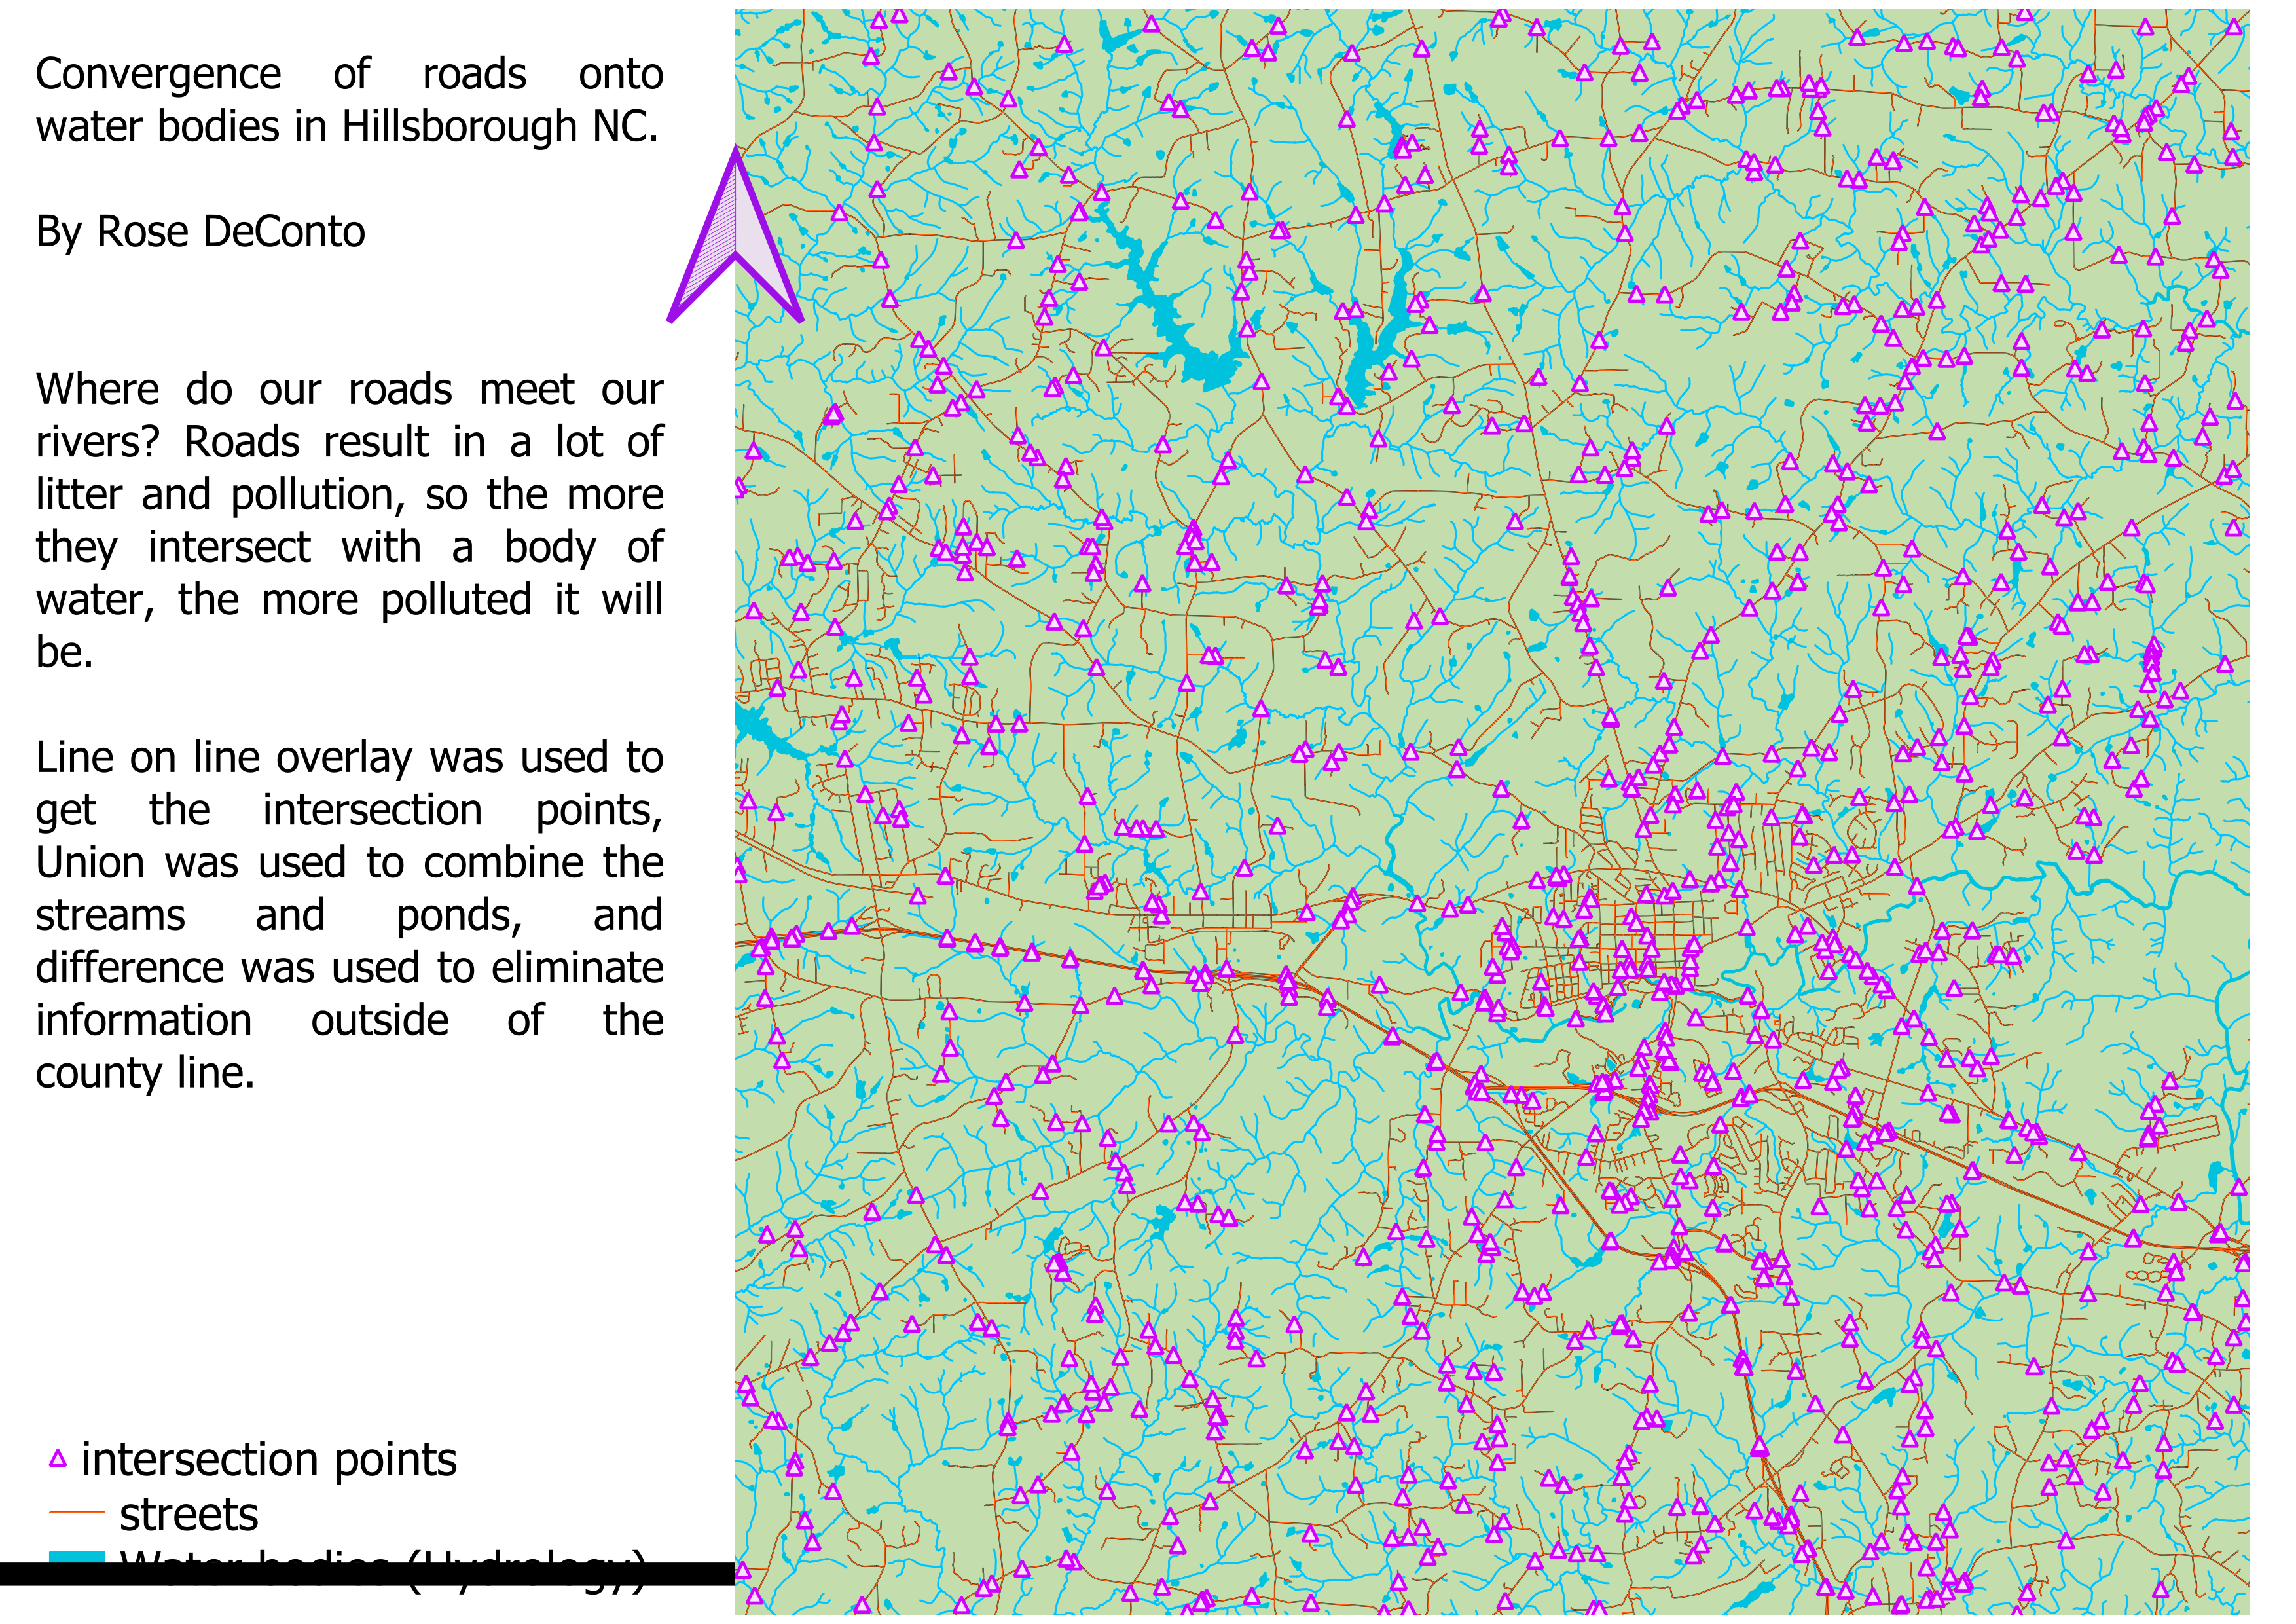 Convergence of roads onto
water bodies in Hillsborough NC.
By Rose DeConto
Where do our roads meet our
rivers? Roads result in a lot of
litter and pollution, so the more
they intersect with a body of
water, the more polluted it will
be.
Line on line overlay was used to
get the intersection points,
Union was used to combine the
streams and ponds, and
difference was used to eliminate
information outside of the
county line.
intersection points
streets
Water bodies (Hydrology)